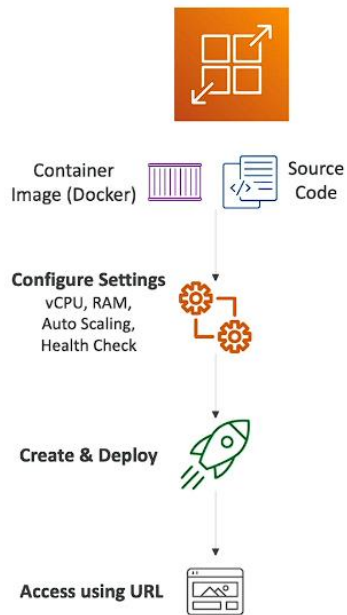 Container
Image (Docker)
Source
Code
Configure Settings
vCPU, RAM,
Auto Scaling,
Health Check
Create & Deploy
Access using URL